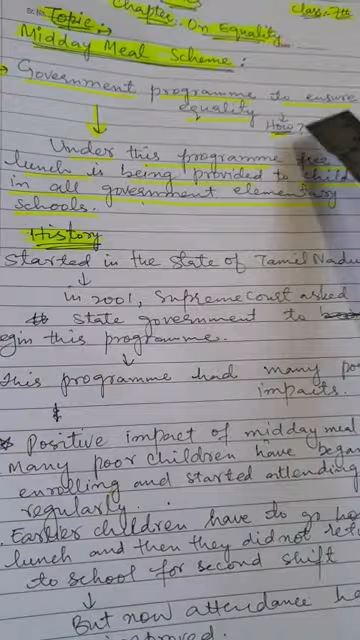 Chapter: On Equality
Class-7th
Topic:
Midday Meal Scheme:
Government programme to ensure
equality
How?
Under this programme free
lunch is being provided to child
in all government elementary
schools.
History
Started in the state of Tamil Nadu
in 2001, Supreme Court asked
state government to
egin this programme.
This programme had many po
impacts.
Positive impact of midday meal
Many poor children have began
enrolling and started attending
regularly.
Earlier children have to go ho
lunch and then they did not ret
to school for second shift
But now attendance ha
improved.